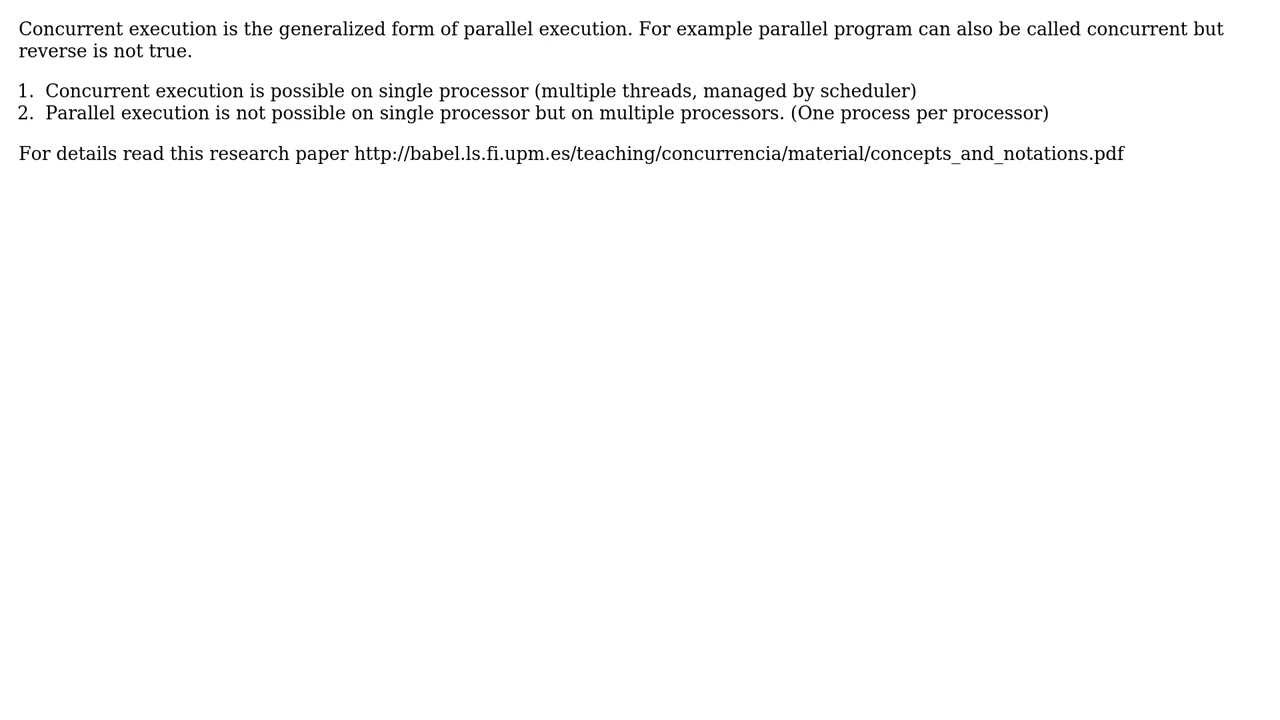 Concurrent execution is the generalized form of parallel execution. For example parallel program can also be called concurrent but
reverse is not true.
1. Concurrent execution is possible on single processor (multiple threads, managed by scheduler)
2. Parallel execution is not possible on single processor but on multiple processors. (One process per processor)
For details read this research paper http://babel.ls.fi.upm.es/teaching/concurrencia/material/concepts_and_notations.pdf